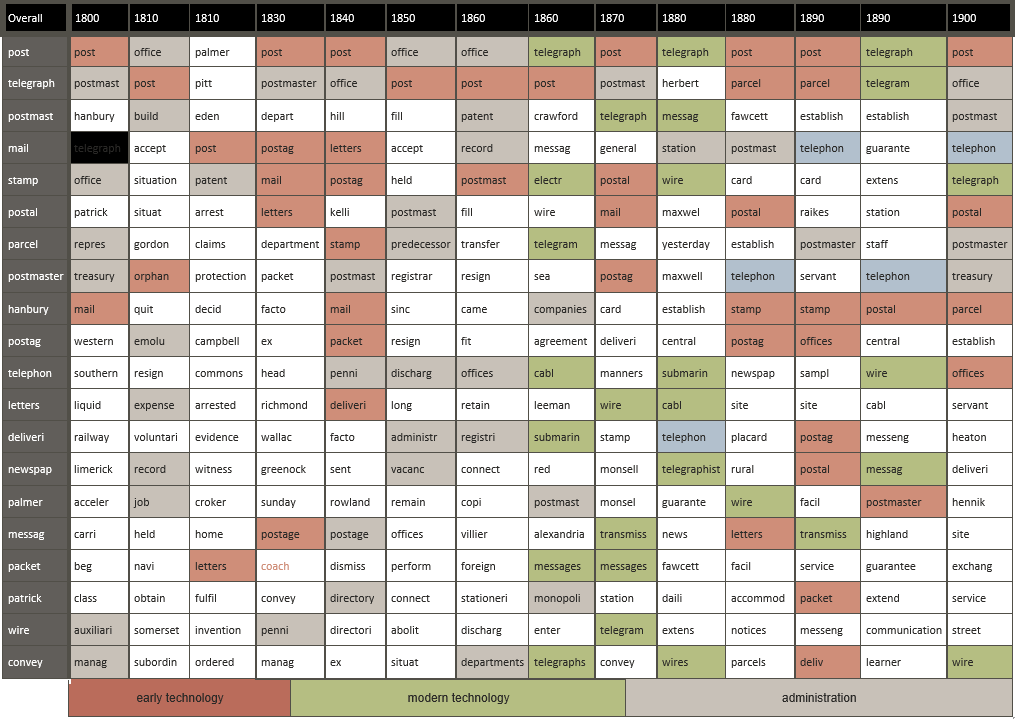 Overall 1800 1810 1810 1830 1840 1850 1860 1860 1870 1880 1880 1890 1890 1900
post post office palmer post post office office telegraph post telegraph post post telegraph post
telegraph postmast post pitt postmaster office post post post postmast herbert parcel parcel telegram office
postmast hanbury build eden depart hill fill patent crawford telegraph messag fawcett establish establish postmast
mail telegraph accept post postag letters accept record messag general station postmast telephon guarante telephon
stamp office situation patent mail postag held postmast electr postal wire card card extens telegraph
postal patrick situat arrest letters kelli postmast fill wire mail maxwel postal raikes station postal
parcel repres gordon claims department stamp predecessor transfer telegram messag yesterday establish postmaster staff postmaster
postmaster treasury orphan protection packet postmast registrar resign sea postag maxwell telephon servant telephon treasury
hanbury mail quit decid facto mail sinc came companies card establish stamp stamp postal parcel
postag western emolu campbell ex packet resign fit agreement deliveri central postag offices central establish
telephon southern resign commons head penni discharg offices cabl manners submarin newspap sampl wire offices
letters liquid expense arrested richmond deliveri long retain leeman wire cabl site site cabl servant
deliveri railway voluntari evidence wallac facto administr registri submarin stamp telephon placard postag messeng heaton
newspap limerick record witness greenock sent vacanc connect red monsell telegraphist rural postal messag deliveri
palmer acceler job croker sunday rowland remain copi postmast monsel guarante wire facil postmaster hennik
messag carri held home postage postage offices villier alexandria transmiss news letters transmiss highland site
packet beg navi letters coach dismiss perform foreign messages messages fawcett facil service guarantee exchang
patrick class obtain fulfil convey directory connect stationeri monopoli station daili accommod packet extend service
wire auxiliari somerset invention penni directori abolit discharg enter telegram extens notices messeng communication street
convey manag subordin ordered manag ex situat departments telegraphs convey wires parcels deliv learner wire
early technology modern technology administration